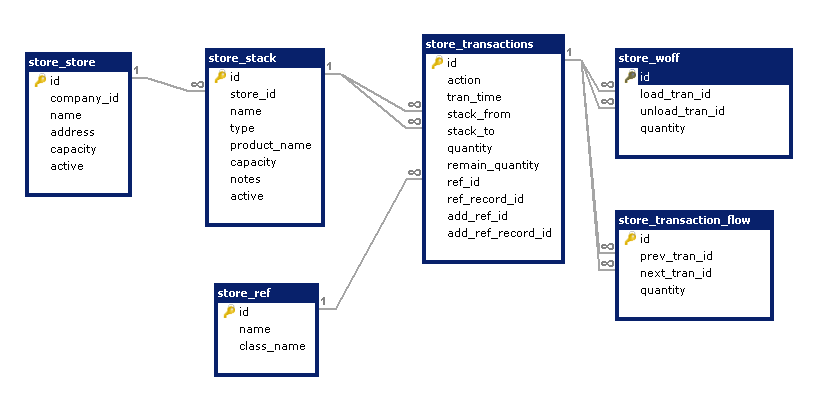 store_store
id
company_id
name
address
capacity
active
1
∞
store_stack
id
store_id
name
type
product_name
capacity
notes
active
1
∞
∞
∞
store_transactions
id
action
tran_time
stack_from
stack_to
quantity
remain_quantity
ref_id
ref_record_id
add_ref_id
add_ref_record_id
1
∞
∞
store_woff
id
load_tran_id
unload_tran_id
quantity
∞
∞
store_transaction_flow
id
prev_tran_id
next_tran_id
quantity
store_ref
id
name
class_name
1